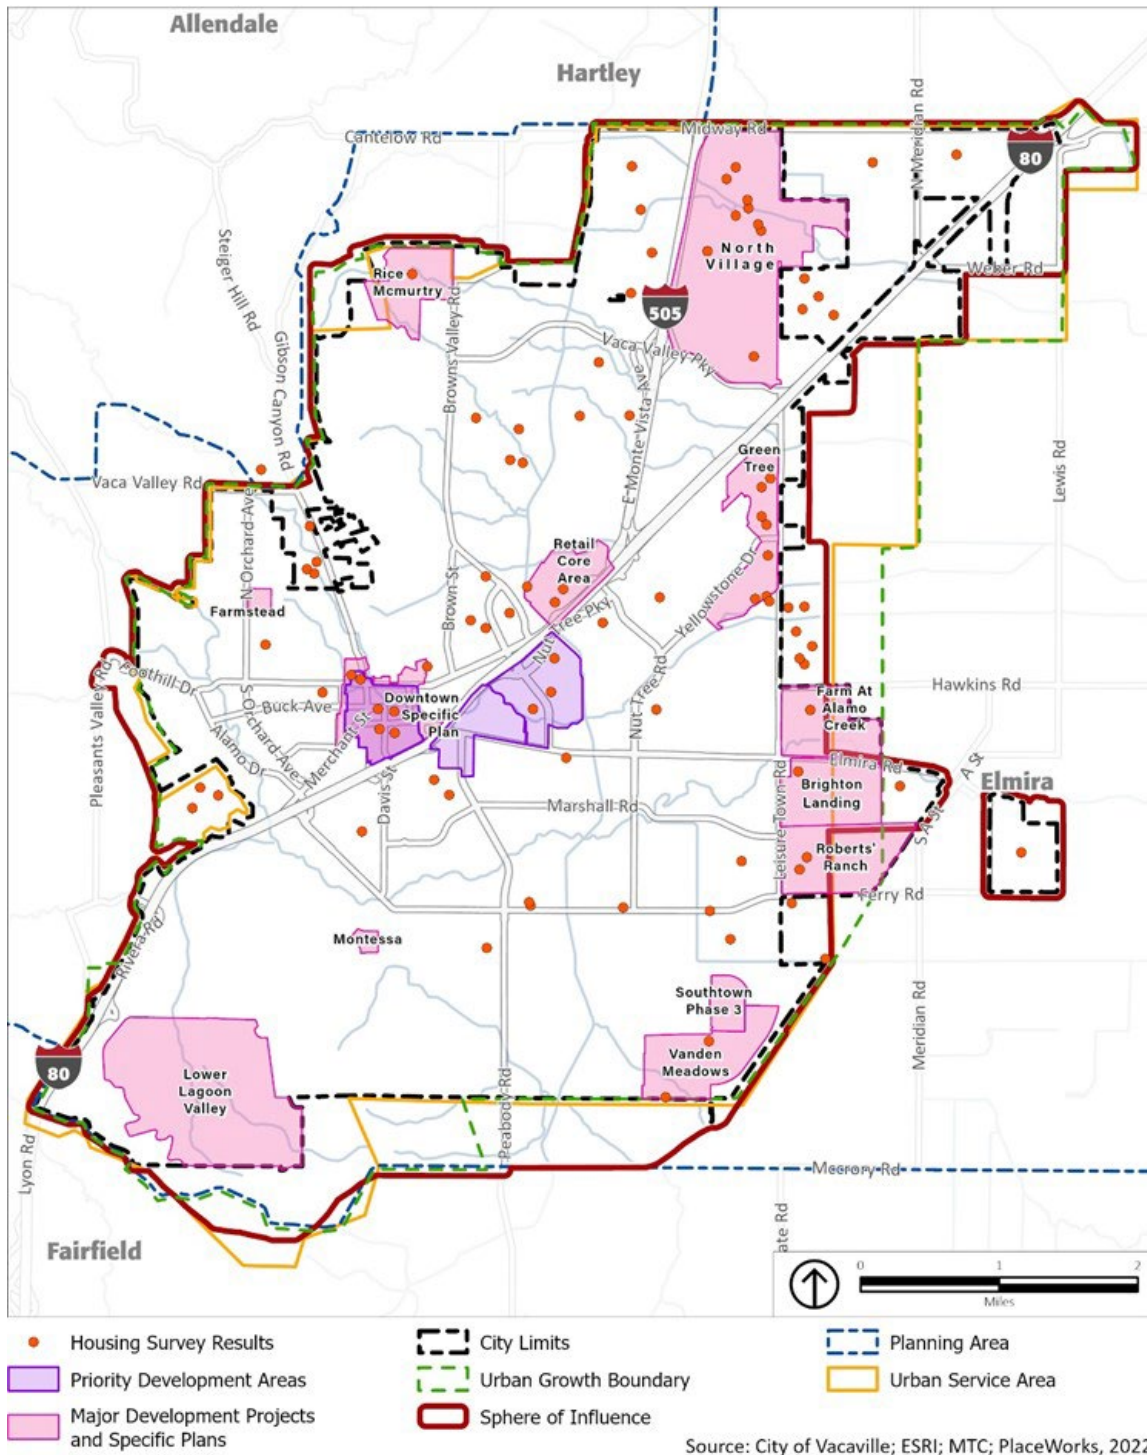 Allendale
Hartley
Cantelow Rd
Midway Rd
N Meridian Rd
80
Steiger Hill Rd
Rice
Mcmurtry
North
Village
Weber Rd
505
Gibson Canyon Rd
Browns Valley Rd
Vaca Valley Pky
E Monte Vista Ave
Green
Tree
Lewis Rd
Vaca Valley Rd
N Orchard Ave
Retail
Core
Area
Brown St
Yellowstone Dr
Farmstead
Nut Tree Pky
Foothill Dr
Pleasants Valley Rd
Buck Ave
S Orchard Ave
Merchant St
Downtown
Specific
Plan
Nut Tree Rd
Farm At
Alamo
Creek
Hawkins Rd
Alamo Dr
Davis St
Elmira Rd
A St
Elmira
Leisure Town Rd
Brighton
Landing
Marshall Rd
S A St
Roberts'
Ranch
Ferry Rd
Rivera Rd
Montessa
Southtown
Phase 3
Meridian Rd
Vanden
Meadows
80
Lower
Lagoon
Valley
Peabody Rd
Lyon Rd
Mccrory Rd
Fairfield
ate Rd
0 1 2
Miles
Housing Survey Results
City Limits
Planning Area
Priority Development Areas
Urban Growth Boundary
Urban Service Area
Major Development Projects
and Specific Plans
Sphere of Influence
Source: City of Vacaville; ESRI; MTC; PlaceWorks, 2022